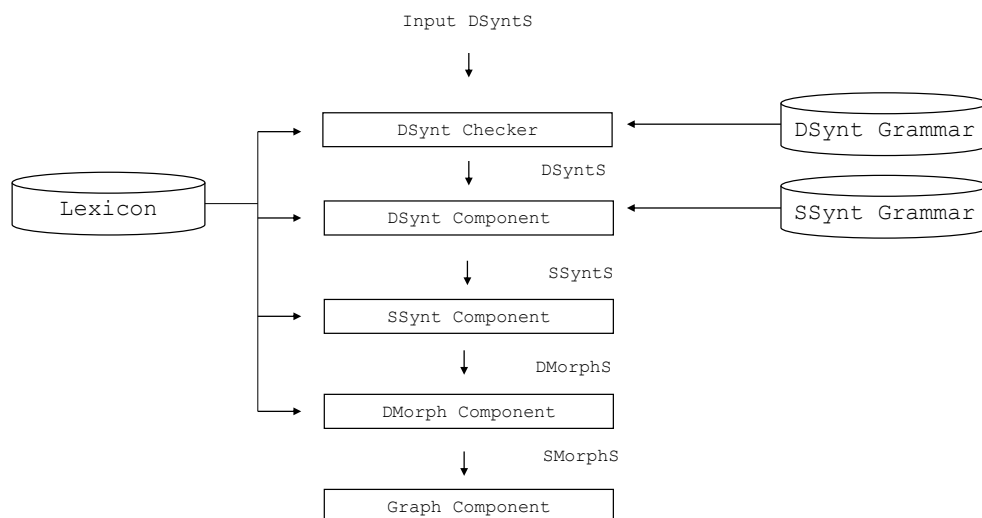 Input DSyntS
DSynt Checker
DSynt Grammar
DSyntS
Lexicon
DSynt Component
SSynt Grammar
SSyntS
SSynt Component
DMorphS
DMorph Component
SMorphS
Graph Component